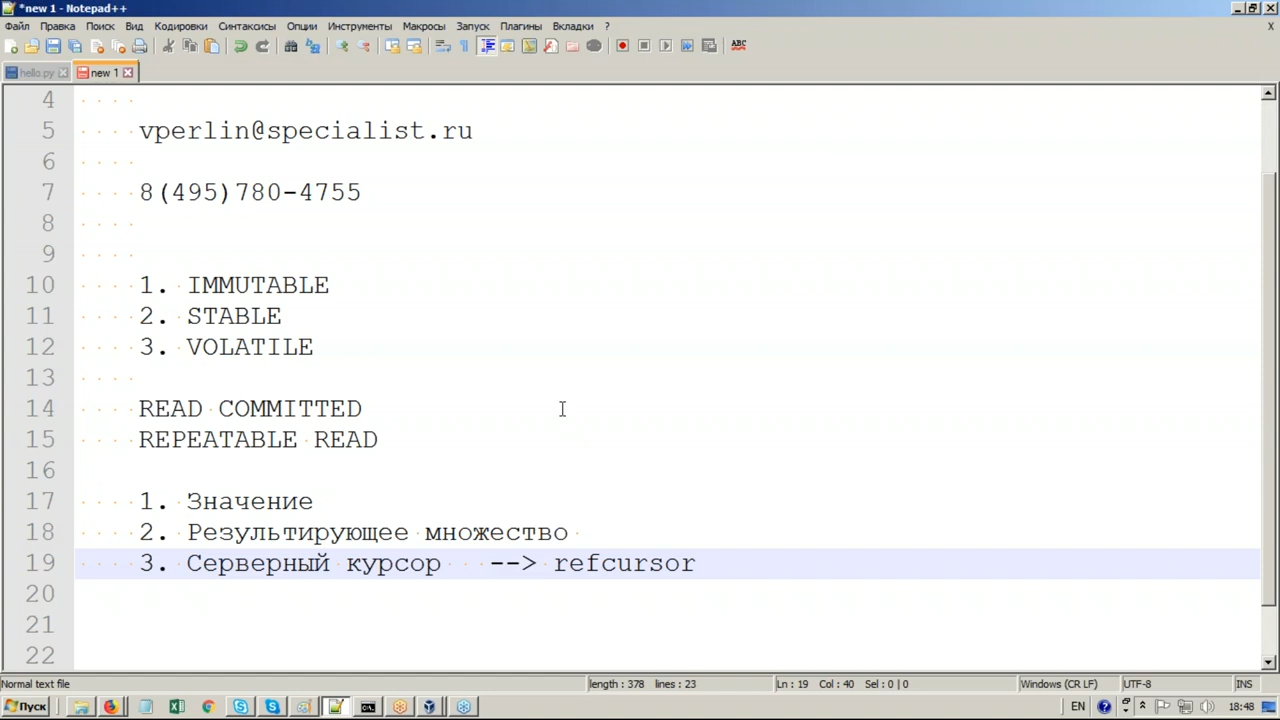 *new 1 - Notepad++
Файл Правка Поиск Вид Кодировки Синтаксисы Опции Инструменты Макросы Запуск Плагины Вкладки ? X
hello.py new 1
4
5 vperlin@specialist.ru
6
7 8(495)780-4755
8
9
10 1. IMMUTABLE
11 2. STABLE
12 3. VOLATILE
13
14 READ COMMITTED
15 REPEATABLE READ
16
17 1. Значение
18 2. Результирующее множество
19 3. Серверный курсор --> refcursor
20
21
22
Normal text file length : 378 lines : 23 Ln : 19 Col : 40 Sel : 0 | 0 Windows (CR LF) UTF-8 INS
Пуск EN 18:48